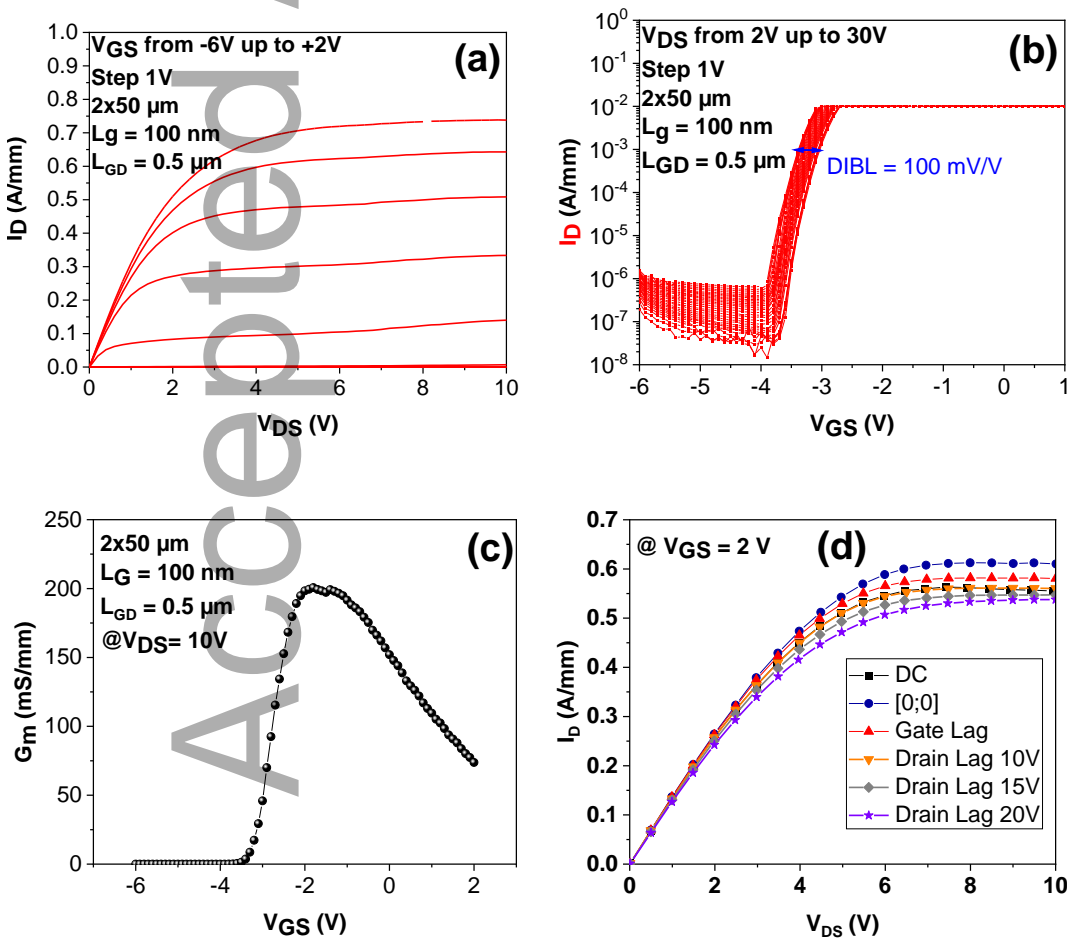 Accepted
(a)
V_GS from -6V up to +2V
Step 1V
2x50 µm
Lg = 100 nm
L_GD = 0.5 µm
1.0
0.9
0.8
0.7
0.6
0.5
0.4
0.3
0.2
0.1
0.0
I_D (A/mm)
0 2 4 6 8 10
V_DS (V)
(b)
V_DS from 2V up to 30V
Step 1V
2x50 µm
Lg = 100 nm
L_GD = 0.5 µm
DIBL = 100 mV/V
10^0
10^-1
10^-2
10^-3
10^-4
10^-5
10^-6
10^-7
10^-8
I_D (A/mm)
-6 -5 -4 -3 -2 -1 0 1
V_GS (V)
(c)
2x50 µm
L_G = 100 nm
L_GD = 0.5 µm
@V_DS= 10V
250
200
150
100
50
0
G_m (mS/mm)
-6 -4 -2 0 2
V_GS (V)
(d)
@ V_GS = 2 V
0.7
0.6
0.5
0.4
0.3
0.2
0.1
0.0
I_D (A/mm)
DC
[0;0]
Gate Lag
Drain Lag 10V
Drain Lag 15V
Drain Lag 20V
0 2 4 6 8 10
V_DS (V)